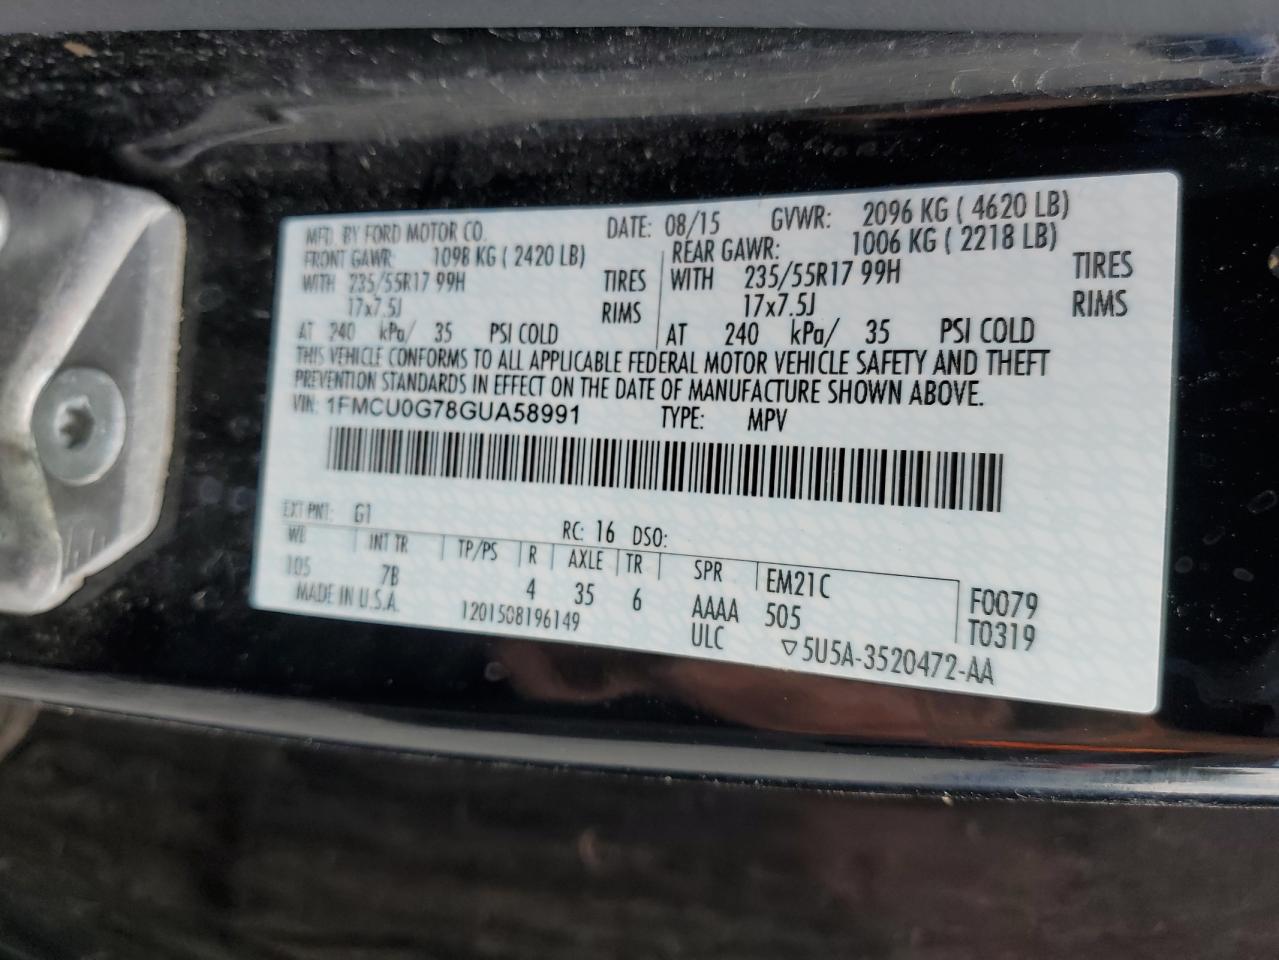 MFD. BY FORD MOTOR CO. DATE: 08/15 GVWR: 2096 KG ( 4620 LB)
FRONT GAWR: 1098 KG ( 2420 LB) REAR GAWR: 1006 KG ( 2218 LB)
WITH 235/55R17 99H TIRES WITH 235/55R17 99H TIRES
17x7.5J RIMS 17x7.5J RIMS
AT 240 kPa/ 35 PSI COLD AT 240 kPa/ 35 PSI COLD
THIS VEHICLE CONFORMS TO ALL APPLICABLE FEDERAL MOTOR VEHICLE SAFETY AND THEFT
PREVENTION STANDARDS IN EFFECT ON THE DATE OF MANUFACTURE SHOWN ABOVE.
VIN: 1FMCU0G78GUA58991 TYPE: MPV
EXT PNT: G1 RC: 16 DSO:
WB INT TR TP/PS R AXLE TR SPR EM21C F0079
105 7B 4 35 6 AAAA 505 T0319
MADE IN U.S.A. 1201508196149 ULC ▽5U5A-3520472-AA